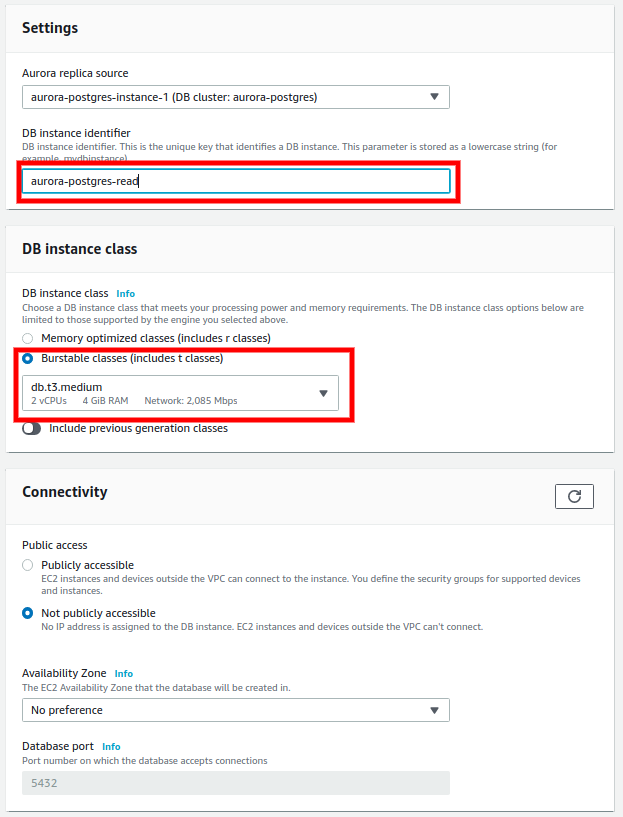 Settings
Aurora replica source
aurora-postgres-instance-1 (DB cluster: aurora-postgres)
DB instance identifier
DB instance identifier. This is the unique key that identifies a DB instance. This parameter is stored as a lowercase string (for
example, mydbinstance)
aurora-postgres-read
DB instance class
DB instance class Info
Choose a DB instance class that meets your processing power and memory requirements. The DB instance class options below are
limited to those supported by the engine you selected above.
Memory optimized classes (includes r classes)
Burstable classes (includes t classes)
db.t3.medium
2 vCPUs 4 GiB RAM Network: 2,085 Mbps
Include previous generation classes
Connectivity
Public access
Publicly accessible
EC2 instances and devices outside the VPC can connect to the instance. You define the security groups for supported devices
and instances.
Not publicly accessible
No IP address is assigned to the DB instance. EC2 instances and devices outside the VPC can't connect.
Availability Zone Info
The EC2 Availability Zone that the database will be created in.
No preference
Database port Info
Port number on which the database accepts connections
5432